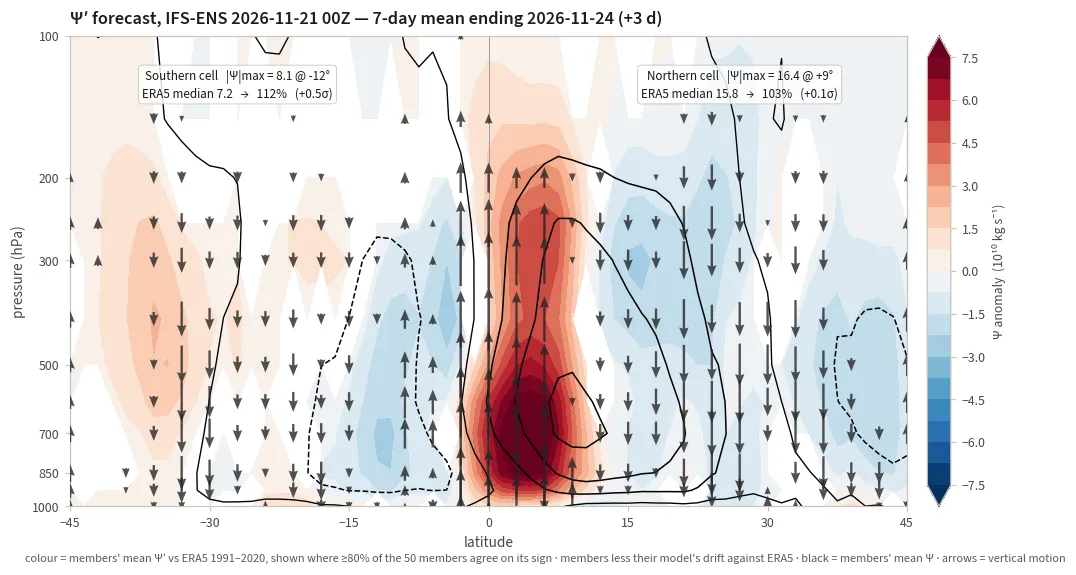 Ψ′ forecast, IFS-ENS 2026-11-21 00Z — 7-day mean ending 2026-11-24 (+3 d)
Southern cell |Ψ|max = 8.1 @ -12°
ERA5 median 7.2 → 112% (+0.5σ)
Northern cell |Ψ|max = 16.4 @ +9°
ERA5 median 15.8 → 103% (+0.1σ)
pressure (hPa)
100
200
300
400
500
700
850
1000
−45
−30
−15
0
15
30
45
latitude
7.5
6.0
4.5
3.0
1.5
0.0
−1.5
−3.0
−4.5
−6.0
−7.5
Ψ anomaly (10¹⁰ kg s⁻¹)
colour = members' mean Ψ′ vs ERA5 1991–2020, shown where ≥80% of the 50 members agree on its sign · members less their model's drift against ERA5 · black = members' mean Ψ · arrows = vertical motion